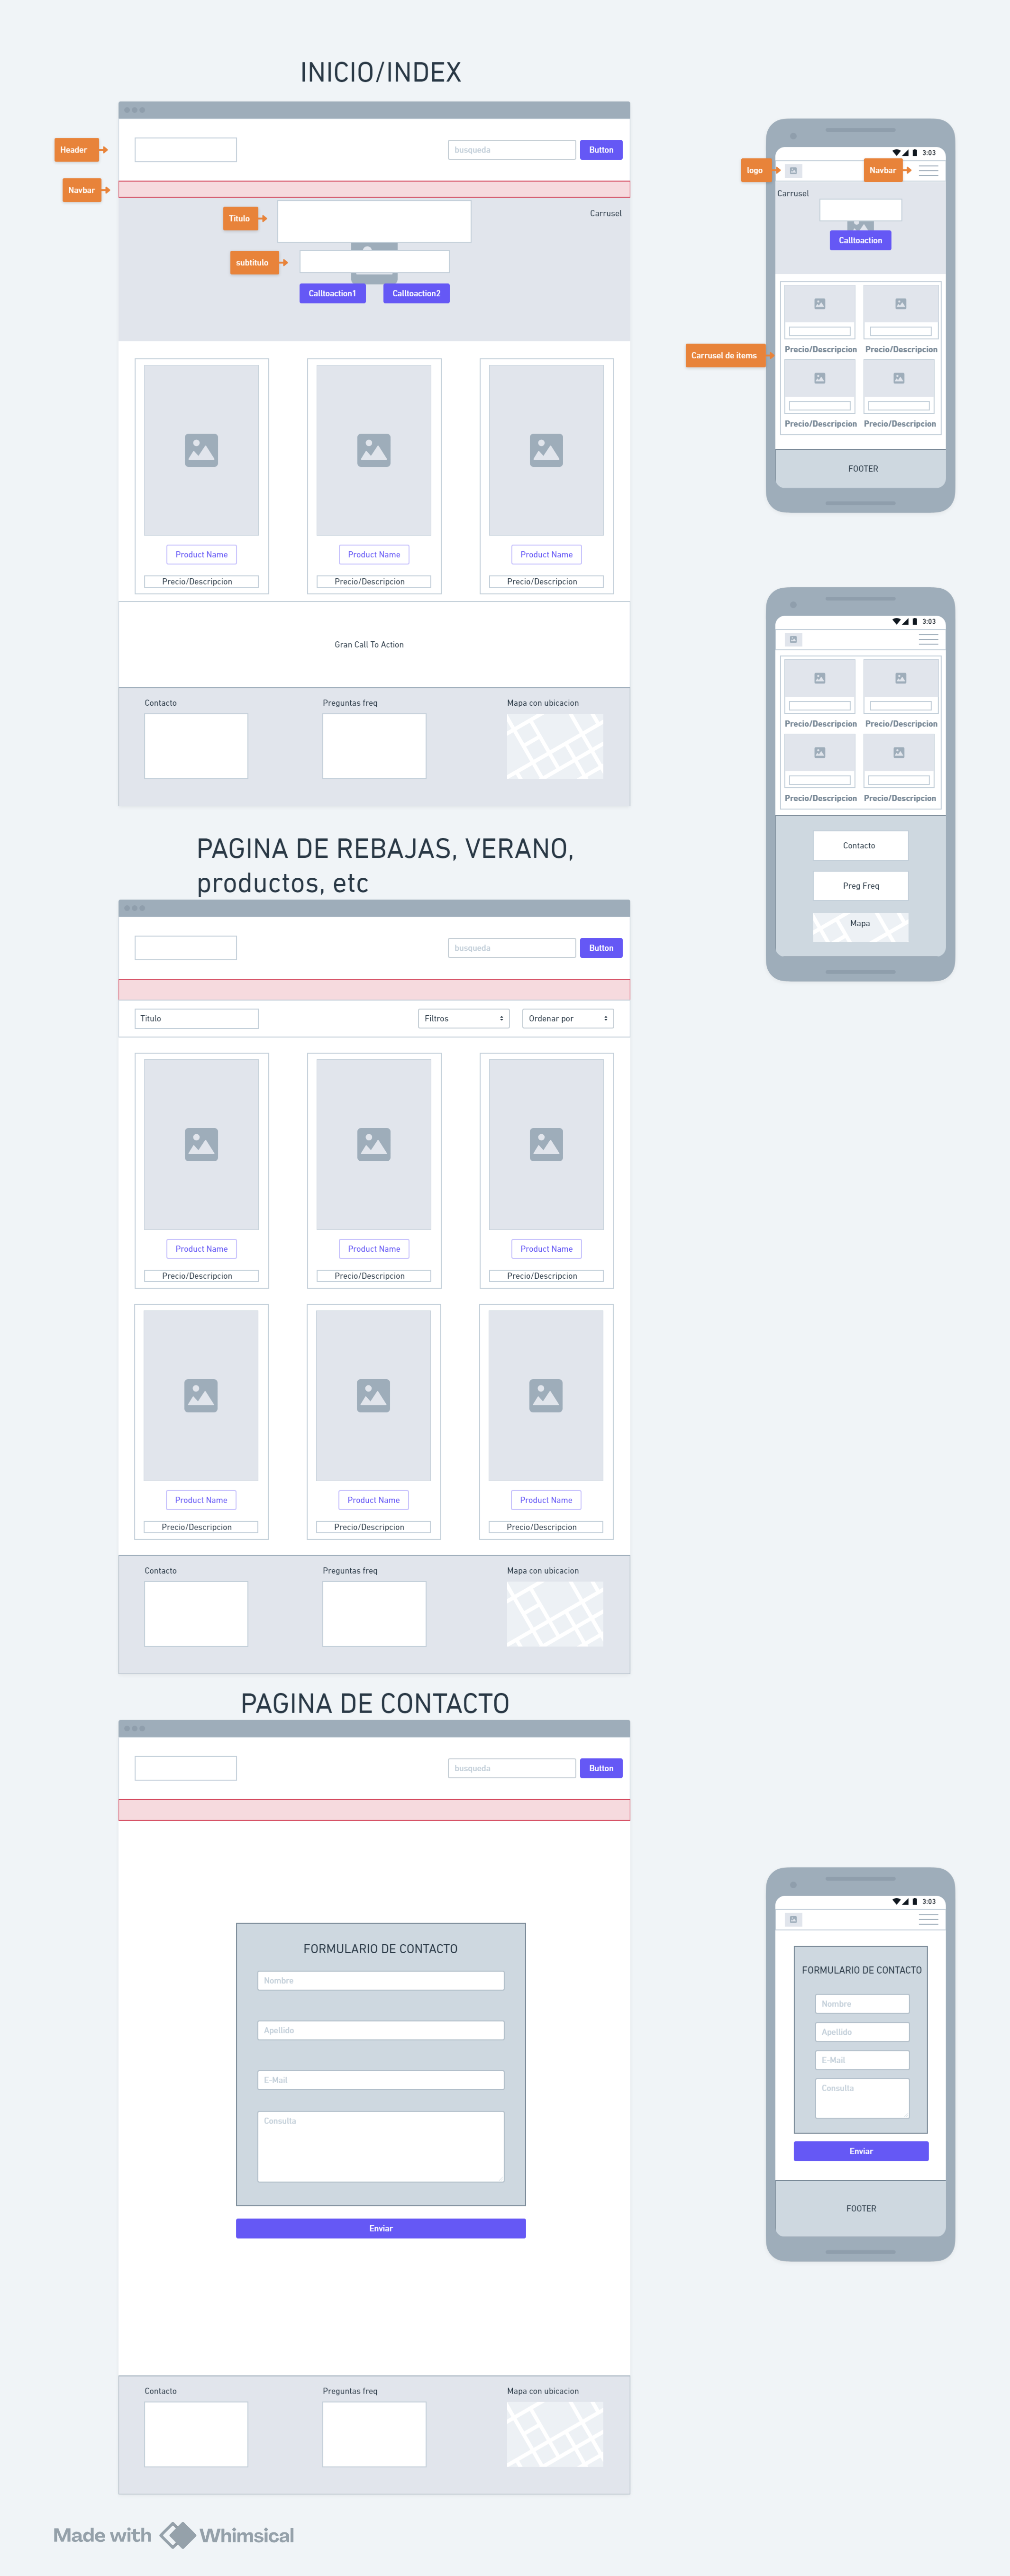 INICIO/INDEX
Header
busqueda
Button
Navbar
Titulo
Carrusel
subtitulo
Calltoaction1
Calltoaction2
Product Name
Product Name
Product Name
Precio/Descripcion
Precio/Descripcion
Precio/Descripcion
Gran Call To Action
Contacto
Preguntas freq
Mapa con ubicacion
3:03
logo
Navbar
Carrusel
Calltoaction
Carrusel de items
Precio/Descripcion
Precio/Descripcion
Precio/Descripcion
Precio/Descripcion
FOOTER
3:03
Precio/Descripcion
Precio/Descripcion
Precio/Descripcion
Precio/Descripcion
Contacto
Preg Freq
Mapa
PAGINA DE REBAJAS, VERANO,
productos, etc
busqueda
Button
Titulo
Filtros
Ordenar por
Product Name
Product Name
Product Name
Precio/Descripcion
Precio/Descripcion
Precio/Descripcion
Product Name
Product Name
Product Name
Precio/Descripcion
Precio/Descripcion
Precio/Descripcion
Contacto
Preguntas freq
Mapa con ubicacion
PAGINA DE CONTACTO
busqueda
Button
FORMULARIO DE CONTACTO
Nombre
Apellido
E-Mail
Consulta
Enviar
Contacto
Preguntas freq
Mapa con ubicacion
3:03
FORMULARIO DE CONTACTO
Nombre
Apellido
E-Mail
Consulta
Enviar
FOOTER
Made with Whimsical